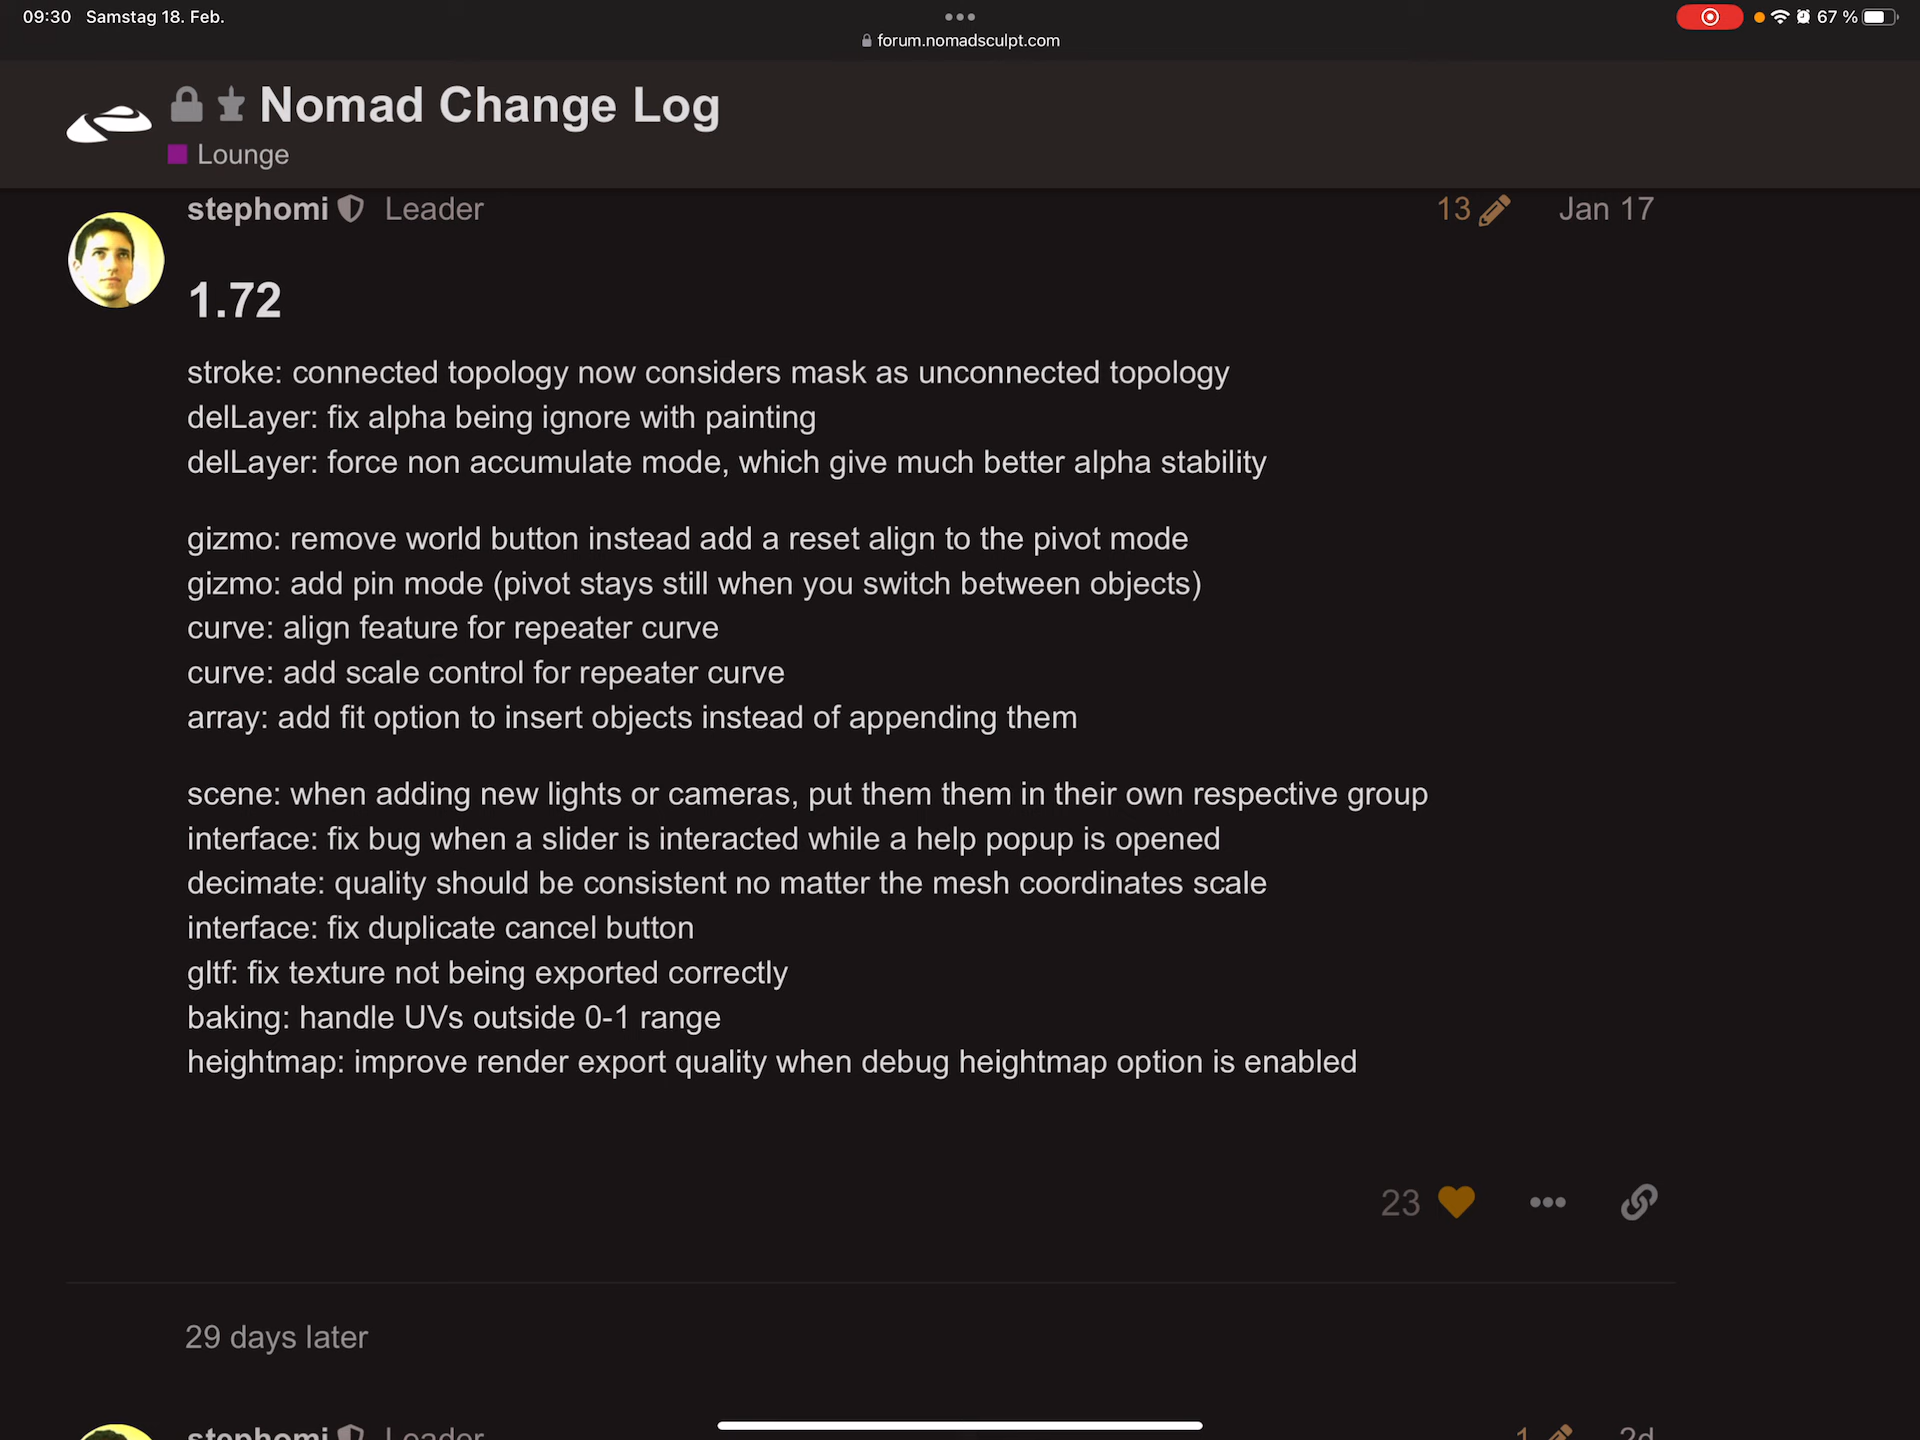 09:30 Samstag 18. Feb.
67 %
forum.nomadsculpt.com
Nomad Change Log
Lounge
stephomi Leader 13 Jan 17
1.72
stroke: connected topology now considers mask as unconnected topology
delLayer: fix alpha being ignore with painting
delLayer: force non accumulate mode, which give much better alpha stability
gizmo: remove world button instead add a reset align to the pivot mode
gizmo: add pin mode (pivot stays still when you switch between objects)
curve: align feature for repeater curve
curve: add scale control for repeater curve
array: add fit option to insert objects instead of appending them
scene: when adding new lights or cameras, put them them in their own respective group
interface: fix bug when a slider is interacted while a help popup is opened
decimate: quality should be consistent no matter the mesh coordinates scale
interface: fix duplicate cancel button
gltf: fix texture not being exported correctly
baking: handle UVs outside 0-1 range
heightmap: improve render export quality when debug heightmap option is enabled
23
29 days later
stephomi Leader 1 2d